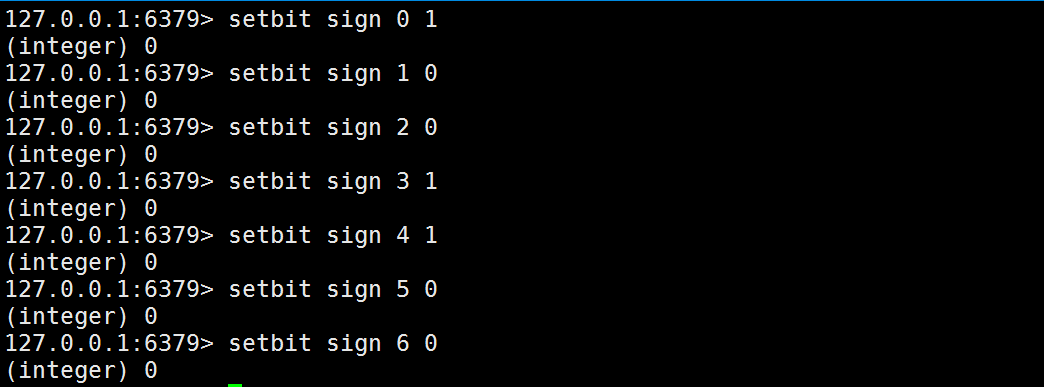 127.0.0.1:6379> setbit sign 0 1
(integer) 0
127.0.0.1:6379> setbit sign 1 0
(integer) 0
127.0.0.1:6379> setbit sign 2 0
(integer) 0
127.0.0.1:6379> setbit sign 3 1
(integer) 0
127.0.0.1:6379> setbit sign 4 1
(integer) 0
127.0.0.1:6379> setbit sign 5 0
(integer) 0
127.0.0.1:6379> setbit sign 6 0
(integer) 0